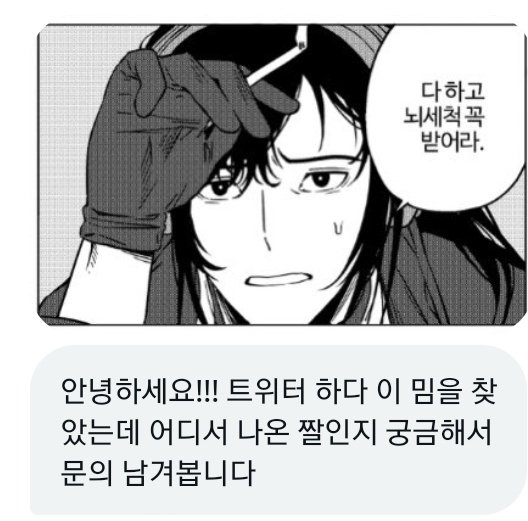 다 하고
뇌세척 꼭
받어라.
안녕하세요!!! 트위터 하다 이 밈을 찾
았는데 어디서 나온 짤인지 궁금해서
문의 남겨봅니다